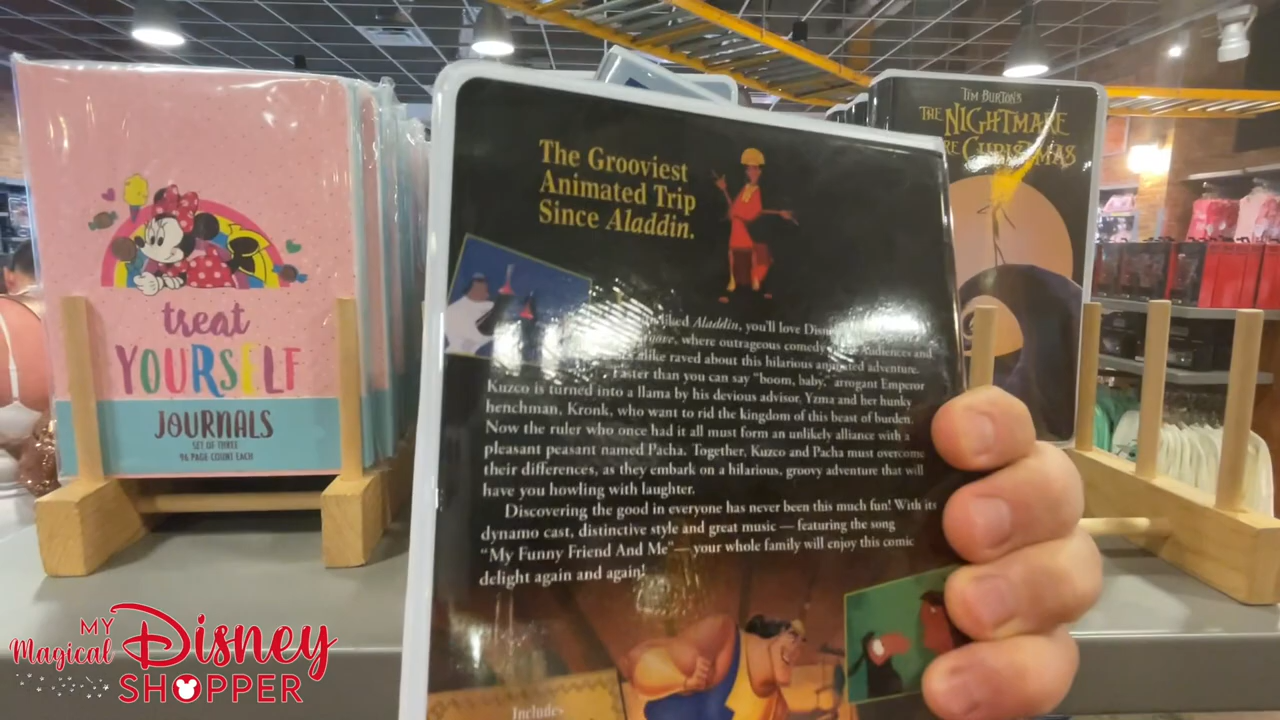 treat
YOURSELF
JOURNALS
SET OF THREE
96 PAGE COUNT EACH
The Grooviest
Animated Trip
Since Aladdin.
liked Aladdin, you'll love
where outrageous comedy Audiences and
alike raved about this hilarious animated adventure.
Faster than you can say "boom, baby," arrogant Emperor
Kuzco is turned into a llama by his devious advisor, Yzma and her hunky
henchman, Kronk, who want to rid the kingdom of this beast of burden.
Now the ruler who once had it all must form an unlikely alliance with a
pleasant peasant named Pacha. Together, Kuzco and Pacha must overcome
their differences, as they embark on a hilarious, groovy adventure that will
have you howling with laughter.
Discovering the good in everyone has never been this much fun! With its
dynamo cast, distinctive style and great music — featuring the song
"My Funny Friend And Me" — your whole family will enjoy this comic
delight again and again!
Includes
TIM BURTON'S
THE NIGHTMARE
CHRISTMAS
MY
Magical Disney
SHOPPER